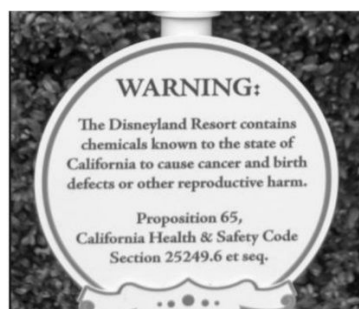 WARNING:
The Disneyland Resort contains
chemicals known to the state of
California to cause cancer and birth
defects or other reproductive harm.
Proposition 65,
California Health & Safety Code
Section 25249.6 et seq.